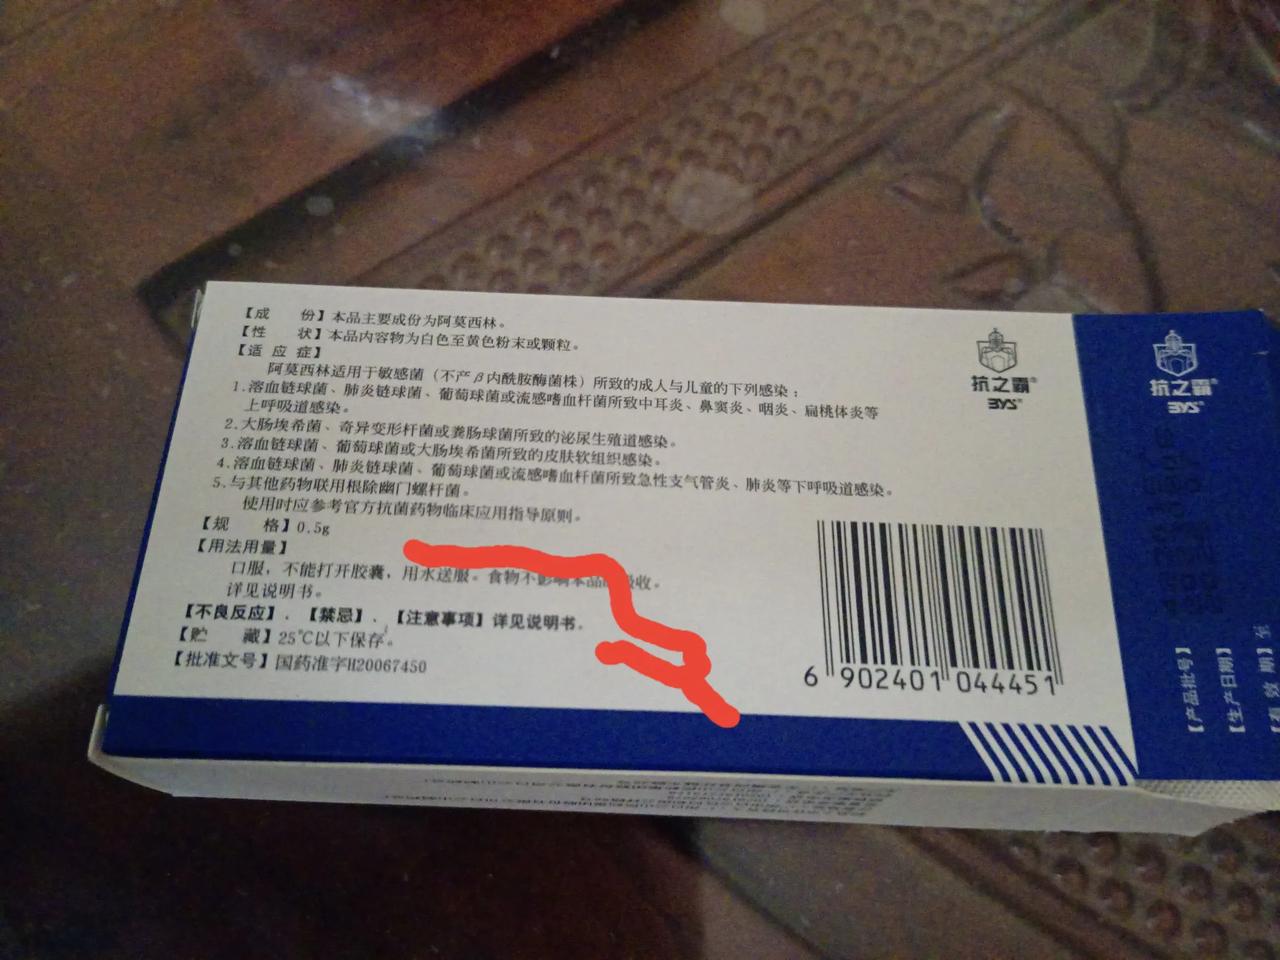 【成 份】本品主要成份为阿莫西林。
【性 状】本品内容物为白色至黄色粉末或颗粒。
【适 应 症】
阿莫西林适用于敏感菌(不产β内酰胺酶菌株)所致的成人与儿童的下列感染:
1.溶血链球菌、肺炎链球菌、葡萄球菌或流感嗜血杆菌所致中耳炎、鼻窦炎、咽炎、扁桃体炎等
上呼吸道感染。
2.大肠埃希菌、奇异变形杆菌或粪肠球菌所致的泌尿生殖道感染。
3.溶血链球菌、葡萄球菌或大肠埃希菌所致的皮肤软组织感染。
4.溶血链球菌、肺炎链球菌、葡萄球菌或流感嗜血杆菌所致急性支气管炎、肺炎等下呼吸道感染。
5.与其他药物联用根除幽门螺杆菌。
使用时应参考官方抗菌药物临床应用指导原则。
【规 格】0.5g
【用法用量】
口服,不能打开胶囊,用水送服。食物不影响本品 吸收。
详见说明书。
【不良反应】、【禁忌】、【注意事项】详见说明书。
【贮 藏】25℃以下保存。
【批准文号】国药准字H20067450
抗之霸®
3YS®
6 902401 044451
抗之霸®
3YS®
【产品批号】
【生产日期】
【有 效 期】至